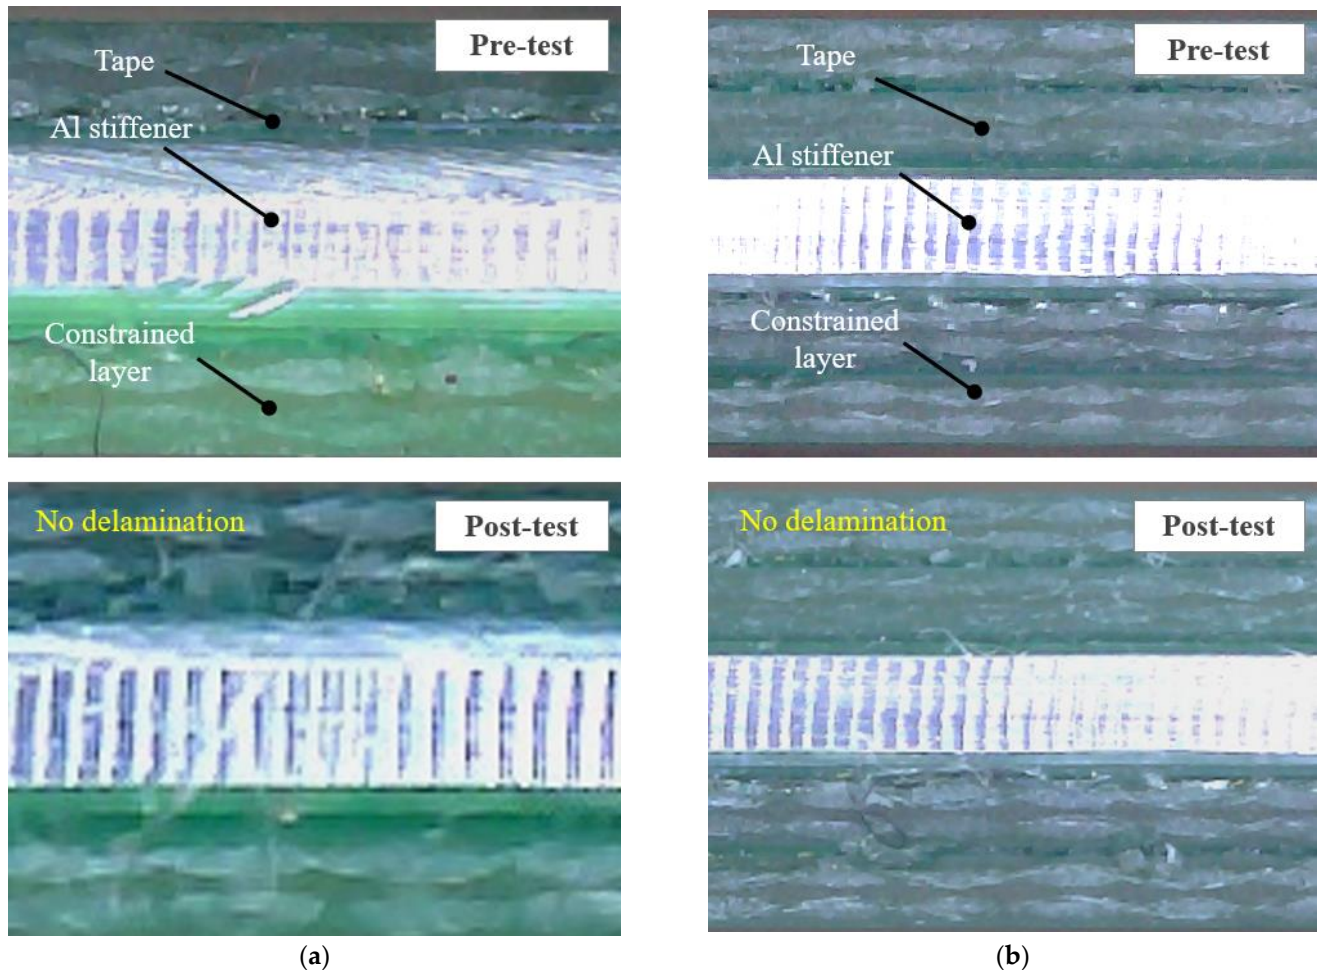 Pre-test
Tape
Al stiffener
Constrained
layer
Pre-test
Tape
Al stiffener
Constrained
layer
No delamination
Post-test
No delamination
Post-test
(a)
(b)